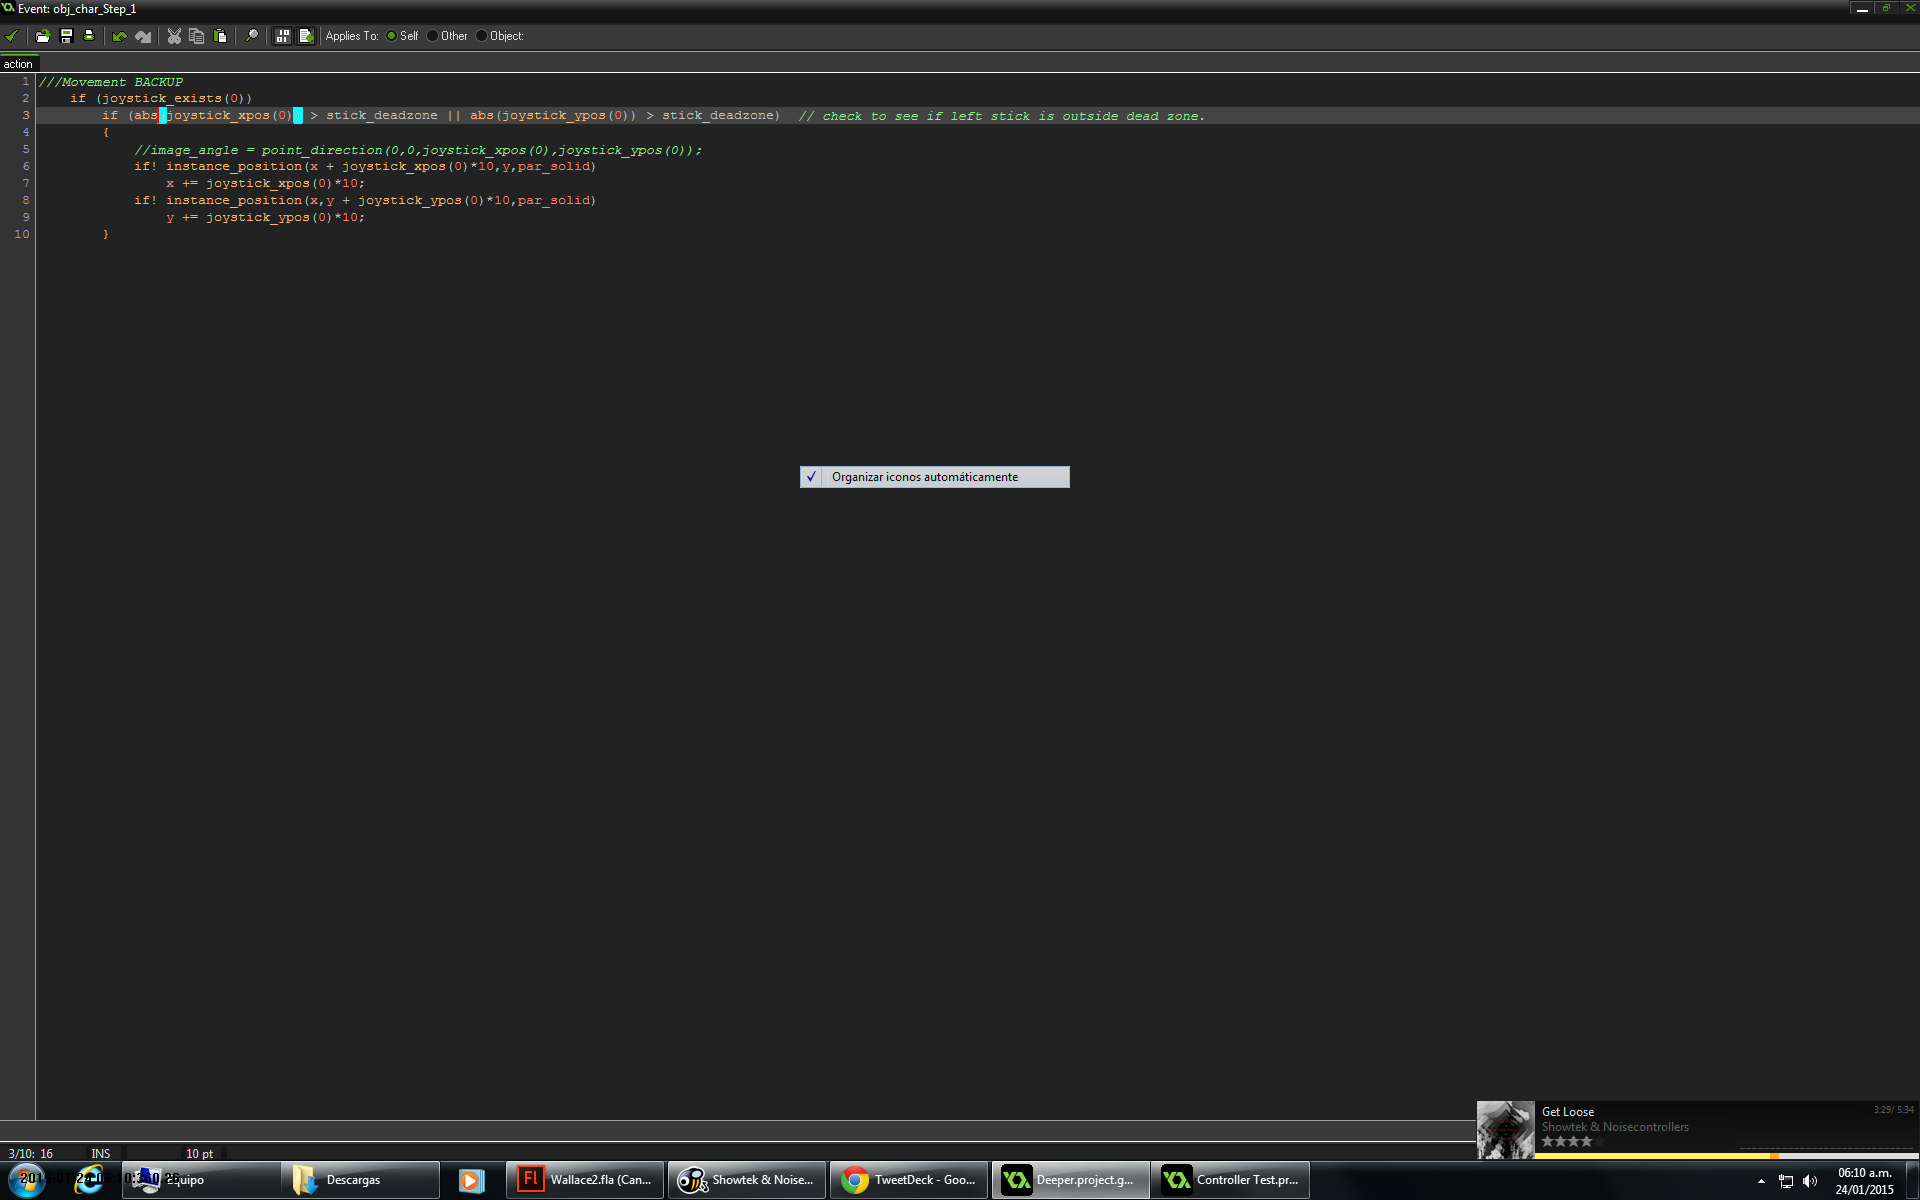 Event: obj_char_Step_1
Applies To: Self Other Object:
action
1 ///Movement BACKUP
2 if (joystick_exists(0))
3 if (abs(joystick_xpos(0)) > stick_deadzone || abs(joystick_ypos(0)) > stick_deadzone) // check to see if left stick is outside dead zone.
4 {
5 //image_angle = point_direction(0,0,joystick_xpos(0),joystick_ypos(0));
6 if! instance_position(x + joystick_xpos(0)*10,y,par_solid)
7 x += joystick_xpos(0)*10;
8 if! instance_position(x,y + joystick_ypos(0)*10,par_solid)
9 y += joystick_ypos(0)*10;
10 }
✓ Organizar iconos automáticamente
Get Loose 3:29/ 5:34
Showtek & Noisecontrollers
3/10: 16 INS 10 pt
Equipo Descargas Fl Wallace2.fla (Can... Showtek & Noise... TweetDeck - Goo... Deeper.project.g... Controller Test.pr...
06:10 a.m.
24/01/2015